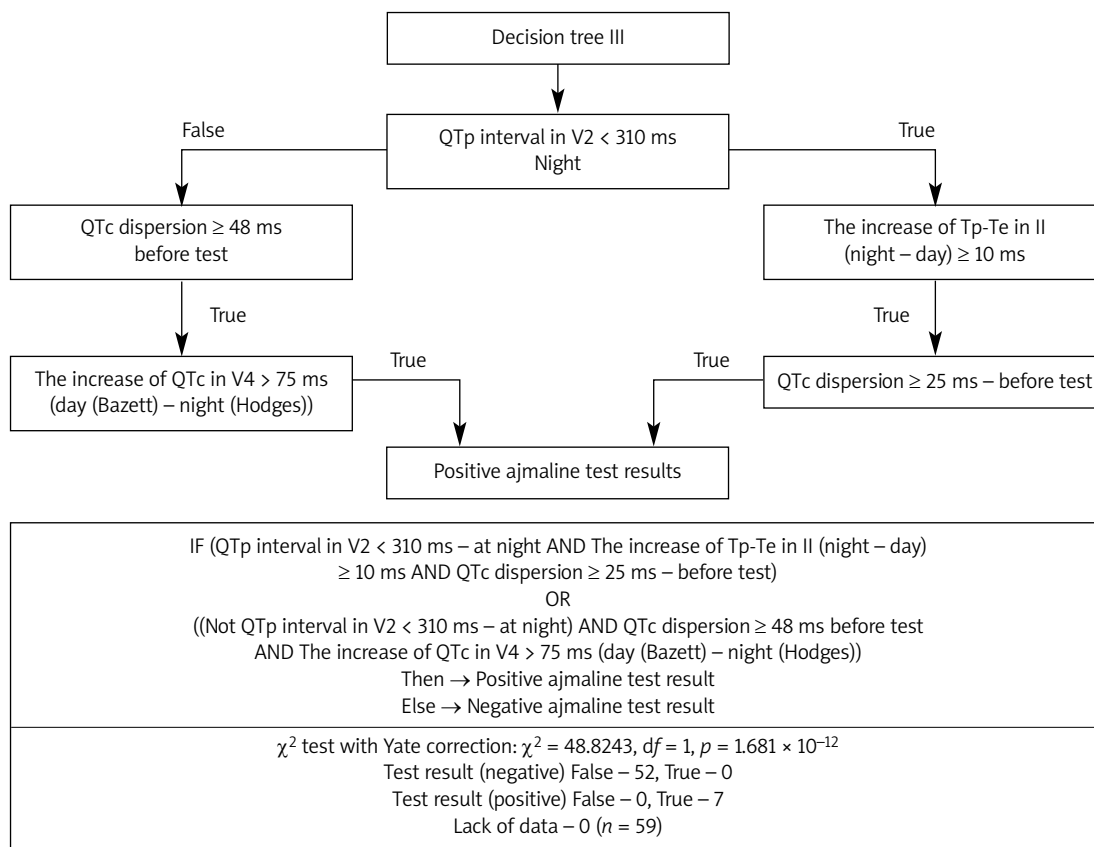 Decision tree III
False
QTp interval in V2 < 310 ms
Night
True
QTc dispersion ≥ 48 ms
before test
The increase of Tp-Te in II
(night – day) ≥ 10 ms
True
True
The increase of QTc in V4 > 75 ms
(day (Bazett) – night (Hodges))
True
True
QTc dispersion ≥ 25 ms – before test
Positive ajmaline test results
IF (QTp interval in V2 < 310 ms – at night AND The increase of Tp-Te in II (night – day)
≥ 10 ms AND QTc dispersion ≥ 25 ms – before test)
OR
((Not QTp interval in V2 < 310 ms – at night) AND QTc dispersion ≥ 48 ms before test
AND The increase of QTc in V4 > 75 ms (day (Bazett) – night (Hodges))
Then → Positive ajmaline test result
Else → Negative ajmaline test result
χ² test with Yate correction: χ² = 48.8243, df = 1, p = 1.681 × 10⁻¹²
Test result (negative) False – 52, True – 0
Test result (positive) False – 0, True – 7
Lack of data – 0 (n = 59)